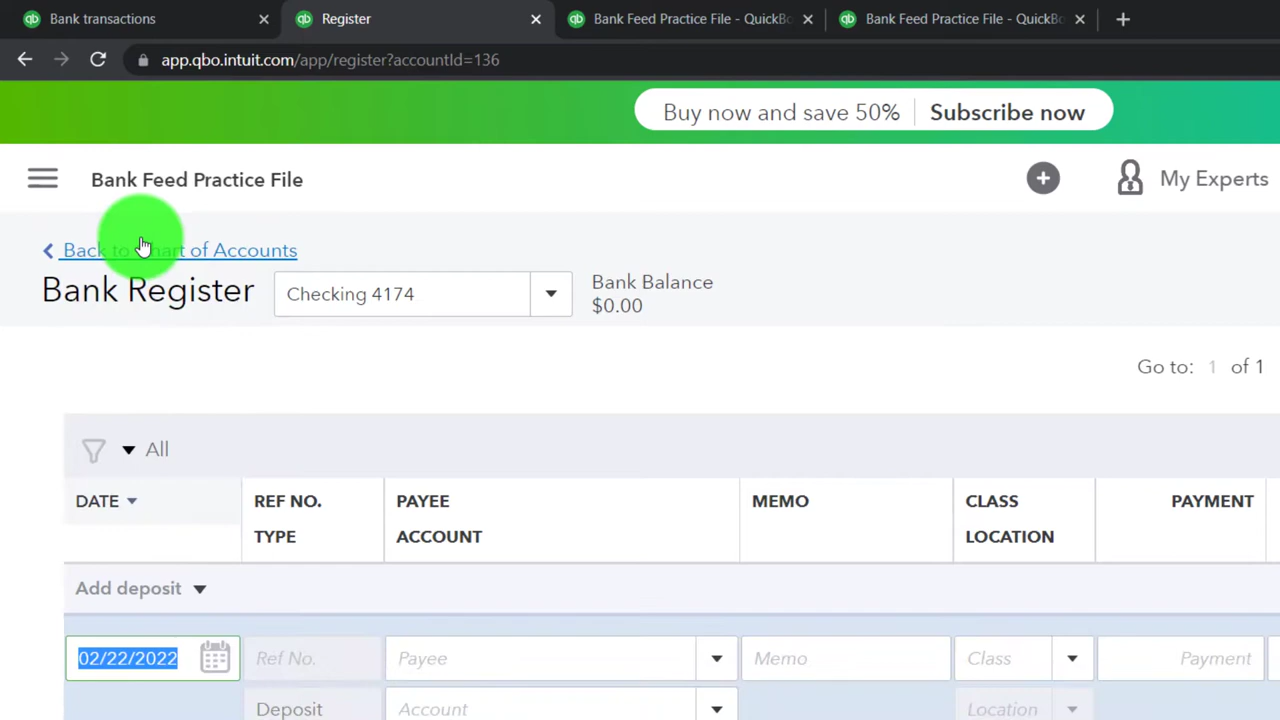 Bank transactions
Register
Bank Feed Practice File - QuickBo
Bank Feed Practice File - QuickBo
app.qbo.intuit.com/app/register?accountId=136
Buy now and save 50% Subscribe now
Bank Feed Practice File
My Experts
Back to Chart of Accounts
Bank Register
Checking 4174
Bank Balance
$0.00
Go to: 1 of 1
All
DATE REF NO. PAYEE MEMO CLASS PAYMENT
TYPE ACCOUNT LOCATION
Add deposit
02/22/2022 Ref No. Payee Memo Class Payment
Deposit Account Location